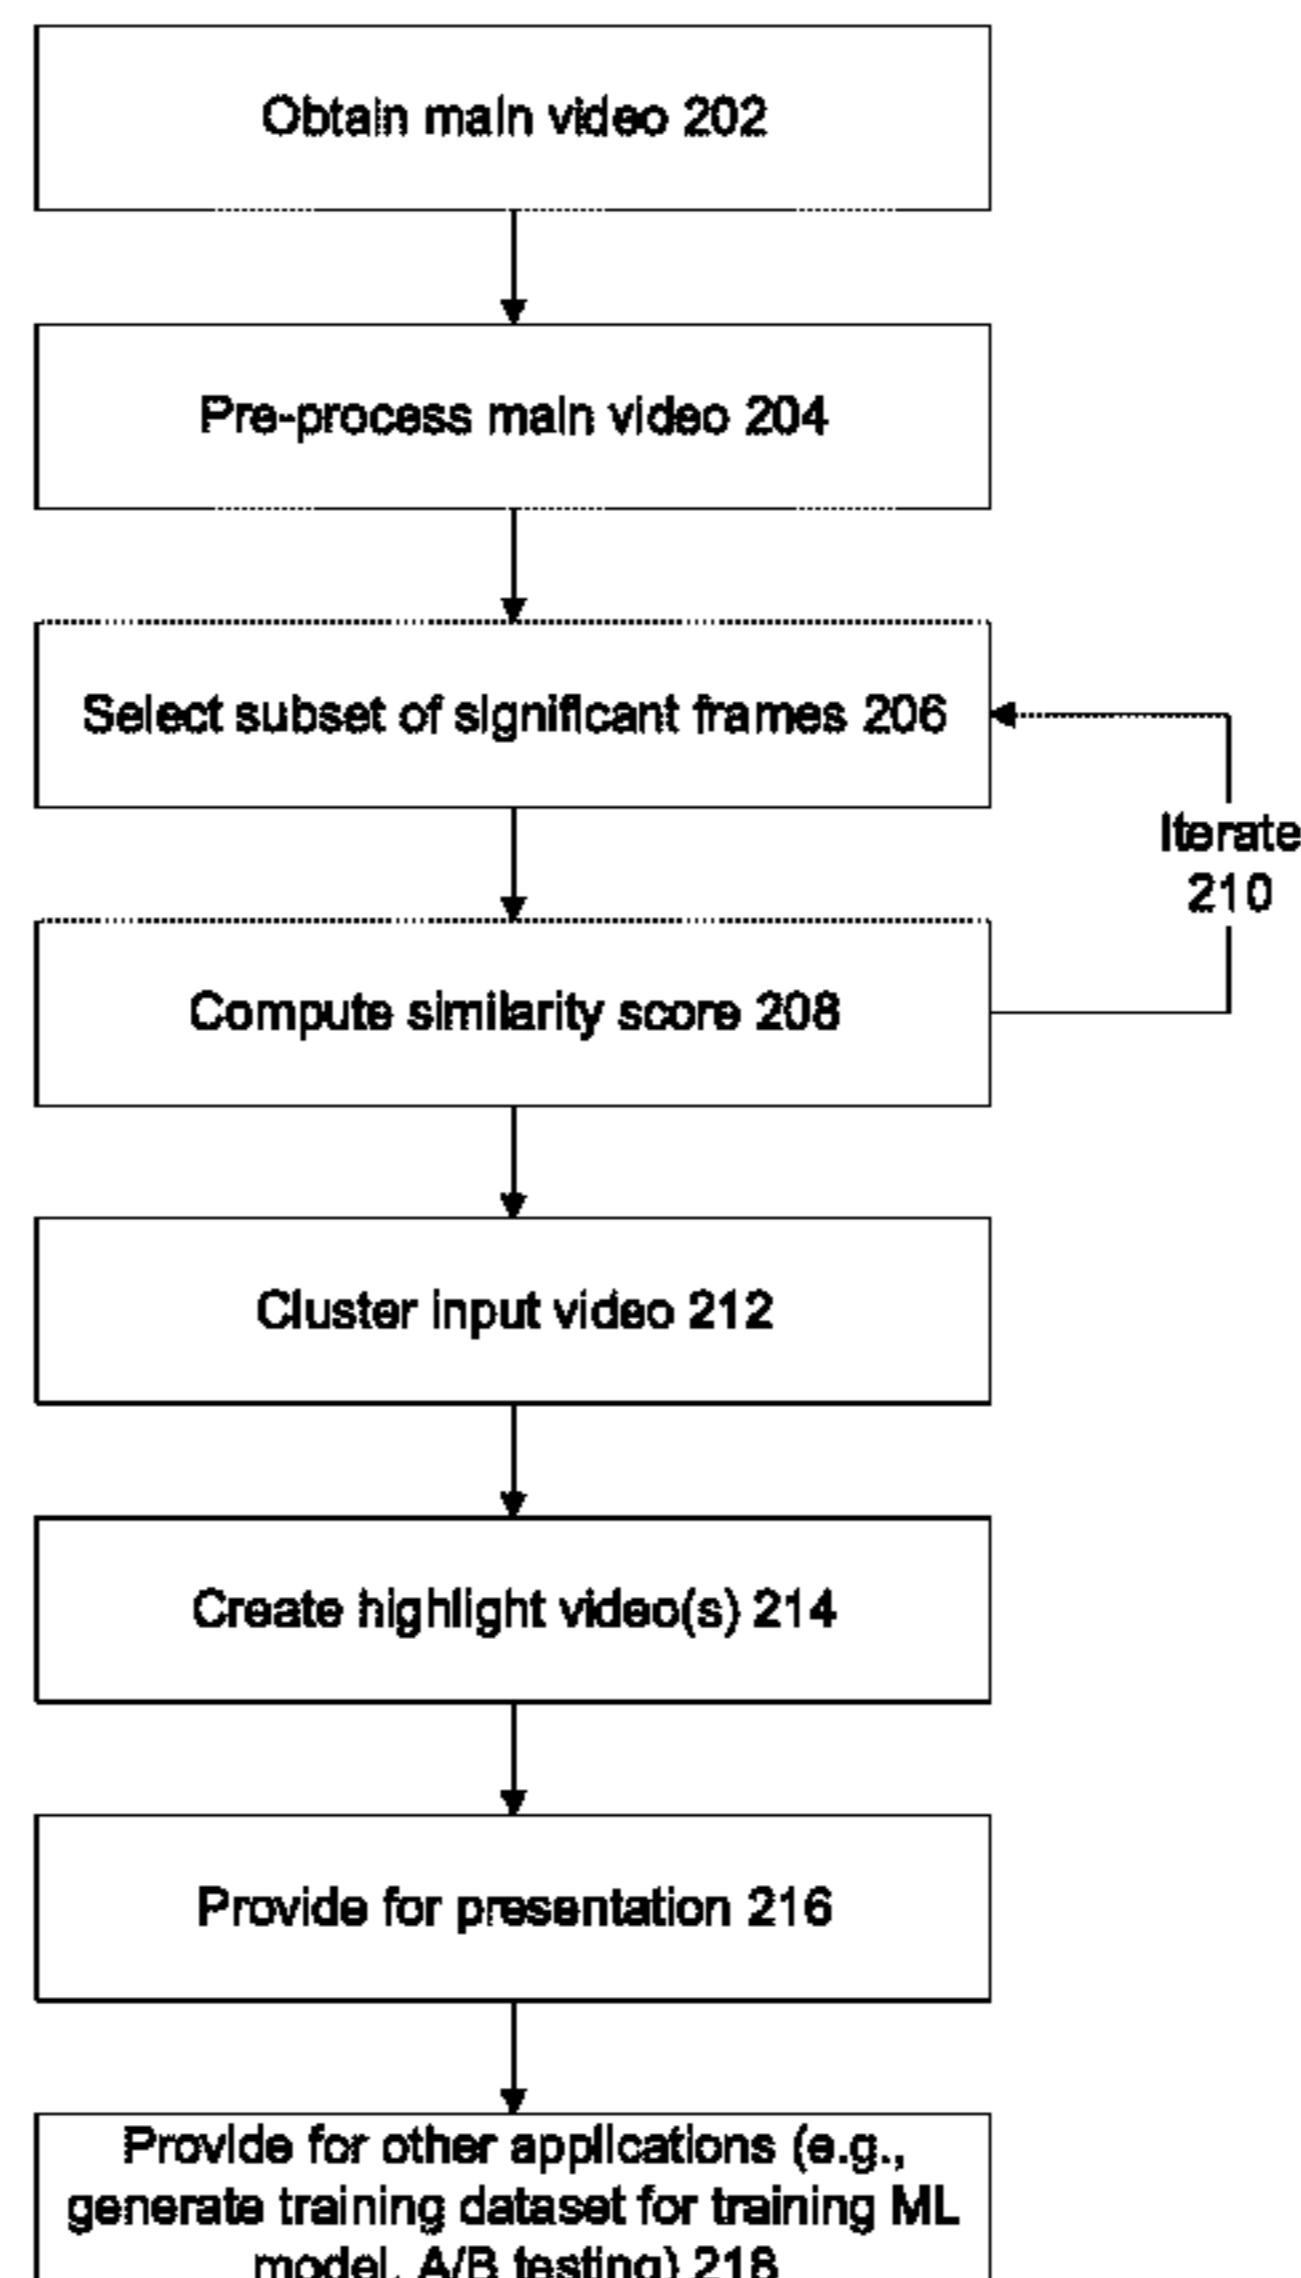 Obtain main video 202
Pre-process main video 204
Select subset of significant frames 206
Iterate
210
Compute similarity score 208
Cluster input video 212
Create highlight video(s) 214
Provide for presentation 216
Provide for other applications (e.g.,
generate training dataset for training ML
model, A/B testing) 218